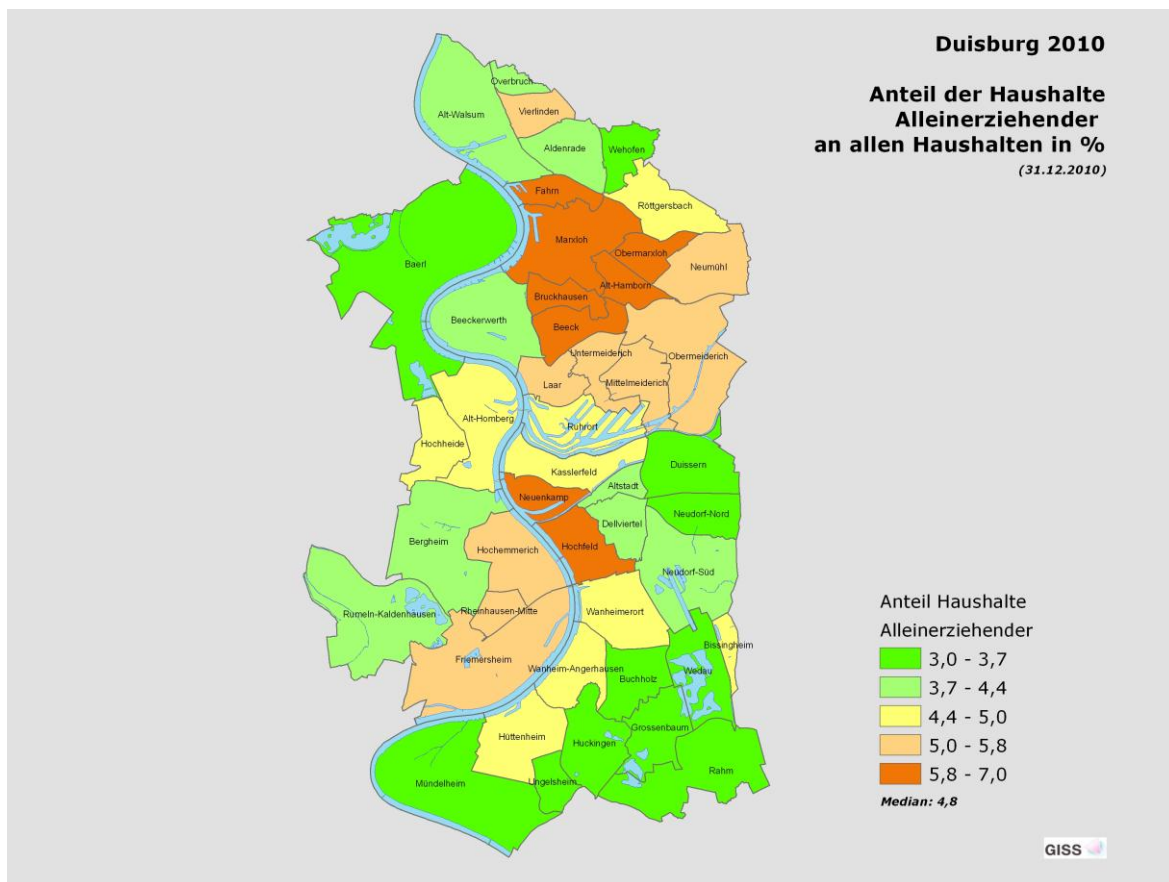 Duisburg 2010
Anteil der Haushalte
Alleinerziehender
an allen Haushalten in %
(31.12.2010)
Overbruch
Vierlinden
Alt-Walsum
Aldenrade
Wehofen
Fahrn
Röttgersbach
Marxloh
Obermarxloh
Neumühl
Baerl
Alt-Hamborn
Bruckhausen
Beeckerwerth
Beeck
Untermeiderich
Obermeiderich
Laar
Mittelmeiderich
Alt-Homberg
Ruhrort
Hochheide
Kasslerfeld
Duissern
Altstadt
Neuenkamp
Neudorf-Nord
Dellviertel
Bergheim
Hochemmerich
Hochfeld
Neudorf-Süd
Rumeln-Kaldenhausen
Rheinhausen-Mitte
Wanheimerort
Bissingheim
Friemersheim
Wanheim-Angerhausen
Wedau
Buchholz
Grossenbaum
Hüttenheim
Huckingen
Rahm
Mündelheim
Ungelsheim
Anteil Haushalte
Alleinerziehender
3,0 - 3,7
3,7 - 4,4
4,4 - 5,0
5,0 - 5,8
5,8 - 7,0
Median: 4,8
GISS